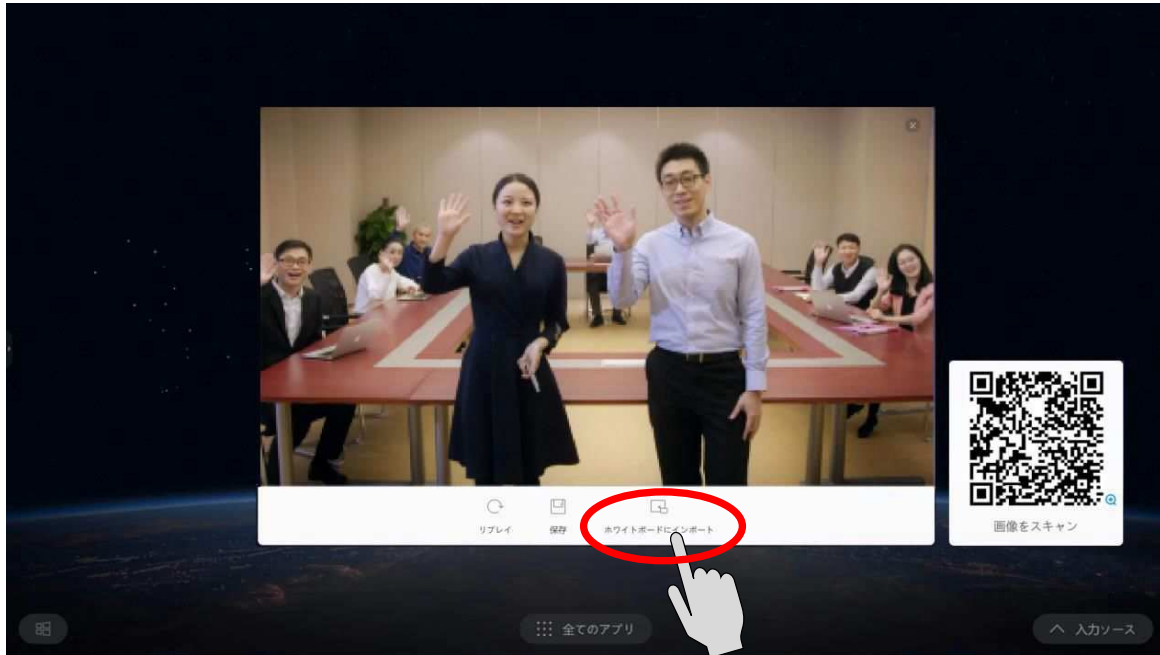 リプレイ
保存
ホワイトボードにインポート
画像をスキャン
全てのアプリ
入力ソース